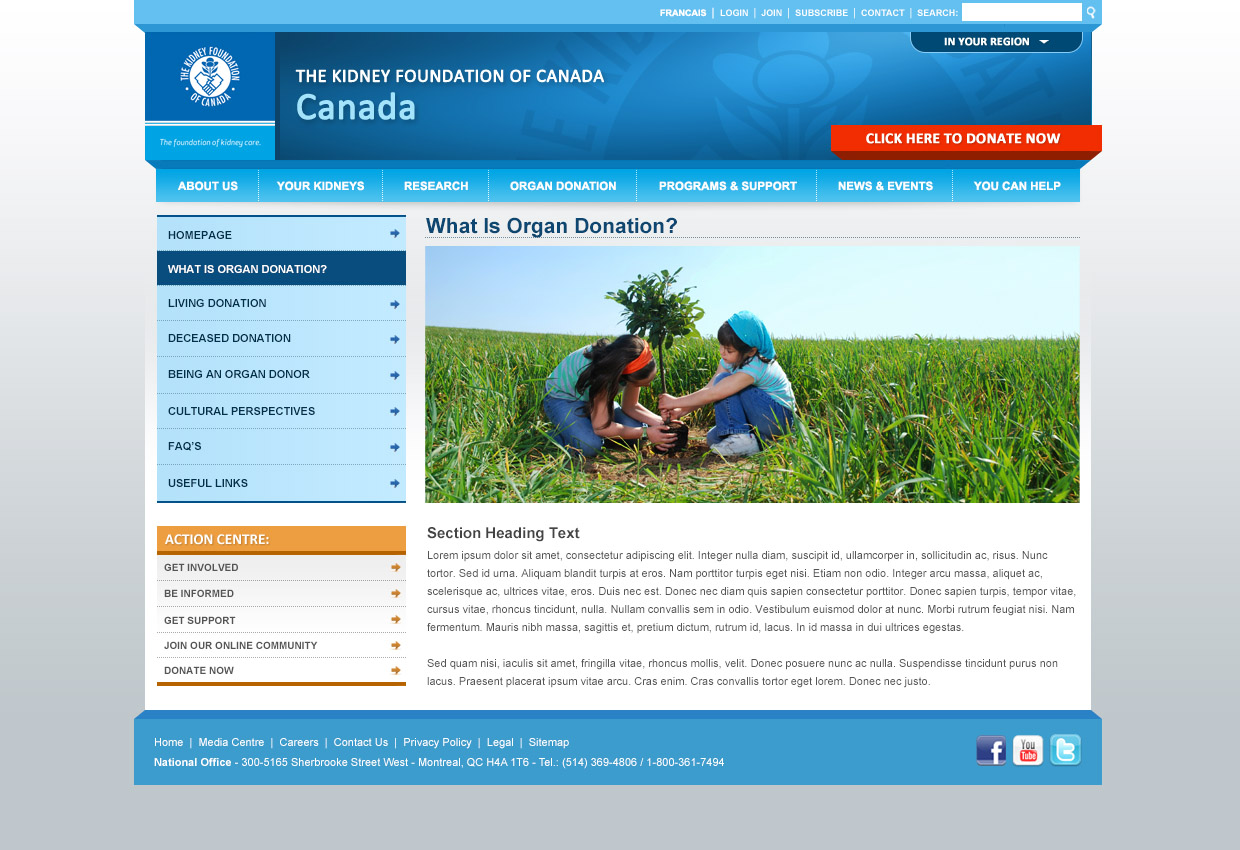 FRANCAIS | LOGIN | JOIN | SUBSCRIBE | CONTACT | SEARCH:
IN YOUR REGION
THE KIDNEY FOUNDATION
OF CANADA
The foundation of kidney care.
THE KIDNEY FOUNDATION OF CANADA
Canada
CLICK HERE TO DONATE NOW
ABOUT US
YOUR KIDNEYS
RESEARCH
ORGAN DONATION
PROGRAMS & SUPPORT
NEWS & EVENTS
YOU CAN HELP
HOMEPAGE
WHAT IS ORGAN DONATION?
LIVING DONATION
DECEASED DONATION
BEING AN ORGAN DONOR
CULTURAL PERSPECTIVES
FAQ'S
USEFUL LINKS
ACTION CENTRE:
GET INVOLVED
BE INFORMED
GET SUPPORT
JOIN OUR ONLINE COMMUNITY
DONATE NOW
What Is Organ Donation?
Section Heading Text
Lorem ipsum dolor sit amet, consectetur adipiscing elit. Integer nulla diam, suscipit id, ullamcorper in, sollicitudin ac, risus. Nunc
tortor. Sed id urna. Aliquam blandit turpis at eros. Nam porttitor turpis eget nisi. Etiam non odio. Integer arcu massa, aliquet ac,
scelerisque ac, ultrices vitae, eros. Duis nec est. Donec nec diam quis sapien consectetur porttitor. Donec sapien turpis, tempor vitae,
cursus vitae, rhoncus tincidunt, nulla. Nullam convallis sem in odio. Vestibulum euismod dolor at nunc. Morbi rutrum feugiat nisi. Nam
fermentum. Mauris nibh massa, sagittis et, pretium dictum, rutrum id, lacus. In id massa in dui ultrices egestas.
Sed quam nisi, iaculis sit amet, fringilla vitae, rhoncus mollis, velit. Donec posuere nunc ac nulla. Suspendisse tincidunt purus non
lacus. Praesent placerat ipsum vitae arcu. Cras enim. Cras convallis tortor eget lorem. Donec nec justo.
Home | Media Centre | Careers | Contact Us | Privacy Policy | Legal | Sitemap
National Office - 300-5165 Sherbrooke Street West - Montreal, QC H4A 1T6 - Tel.: (514) 369-4806 / 1-800-361-7494
f
You
Tube
t